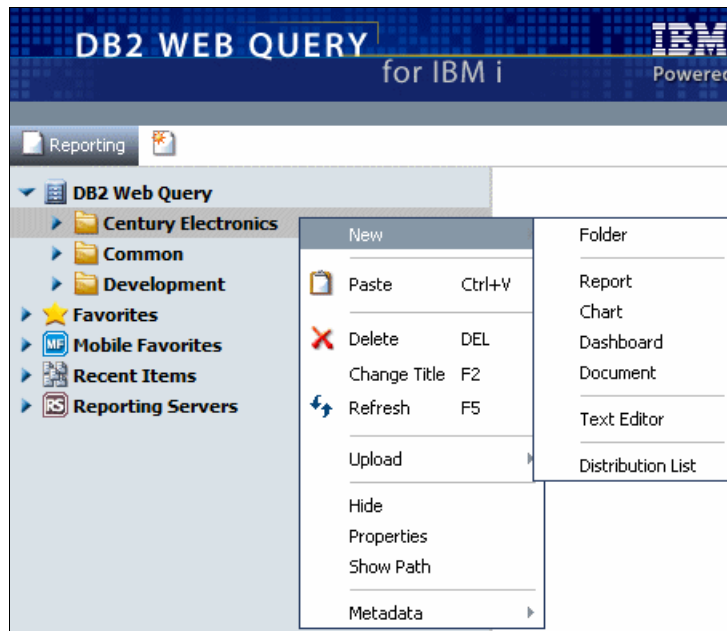 DB2 WEB QUERY
for IBM i
IBM
Powered
Reporting
DB2 Web Query
Century Electronics
Common
Development
Favorites
MF Mobile Favorites
Recent Items
RS Reporting Servers
New
Paste Ctrl+V
Delete DEL
Change Title F2
Refresh F5
Upload
Hide
Properties
Show Path
Metadata
Folder
Report
Chart
Dashboard
Document
Text Editor
Distribution List